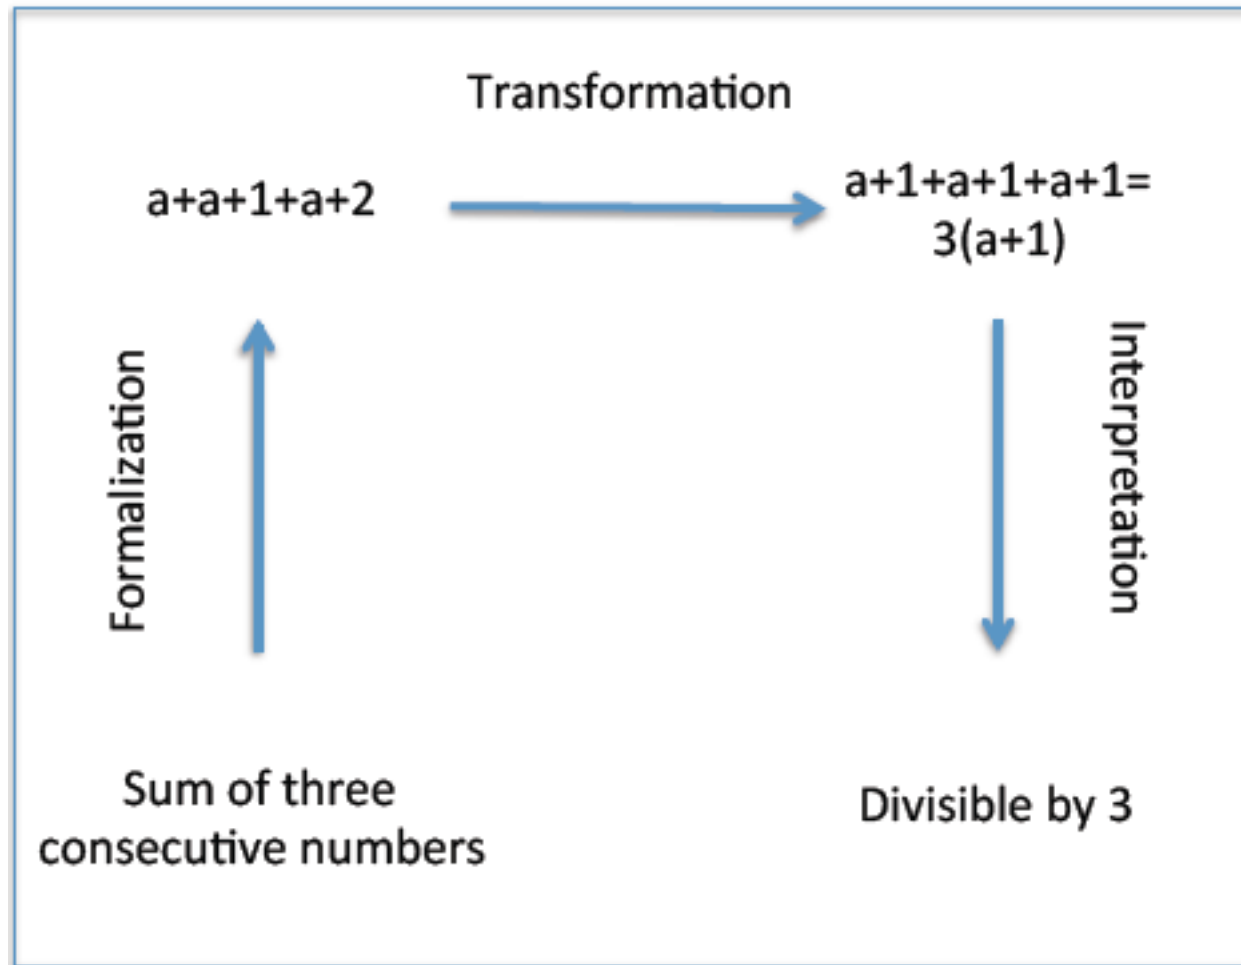 Transformation
a+a+1+a+2
a+1+a+1+a+1=
3(a+1)
Formalization
Interpretation
Sum of three
consecutive numbers
Divisible by 3